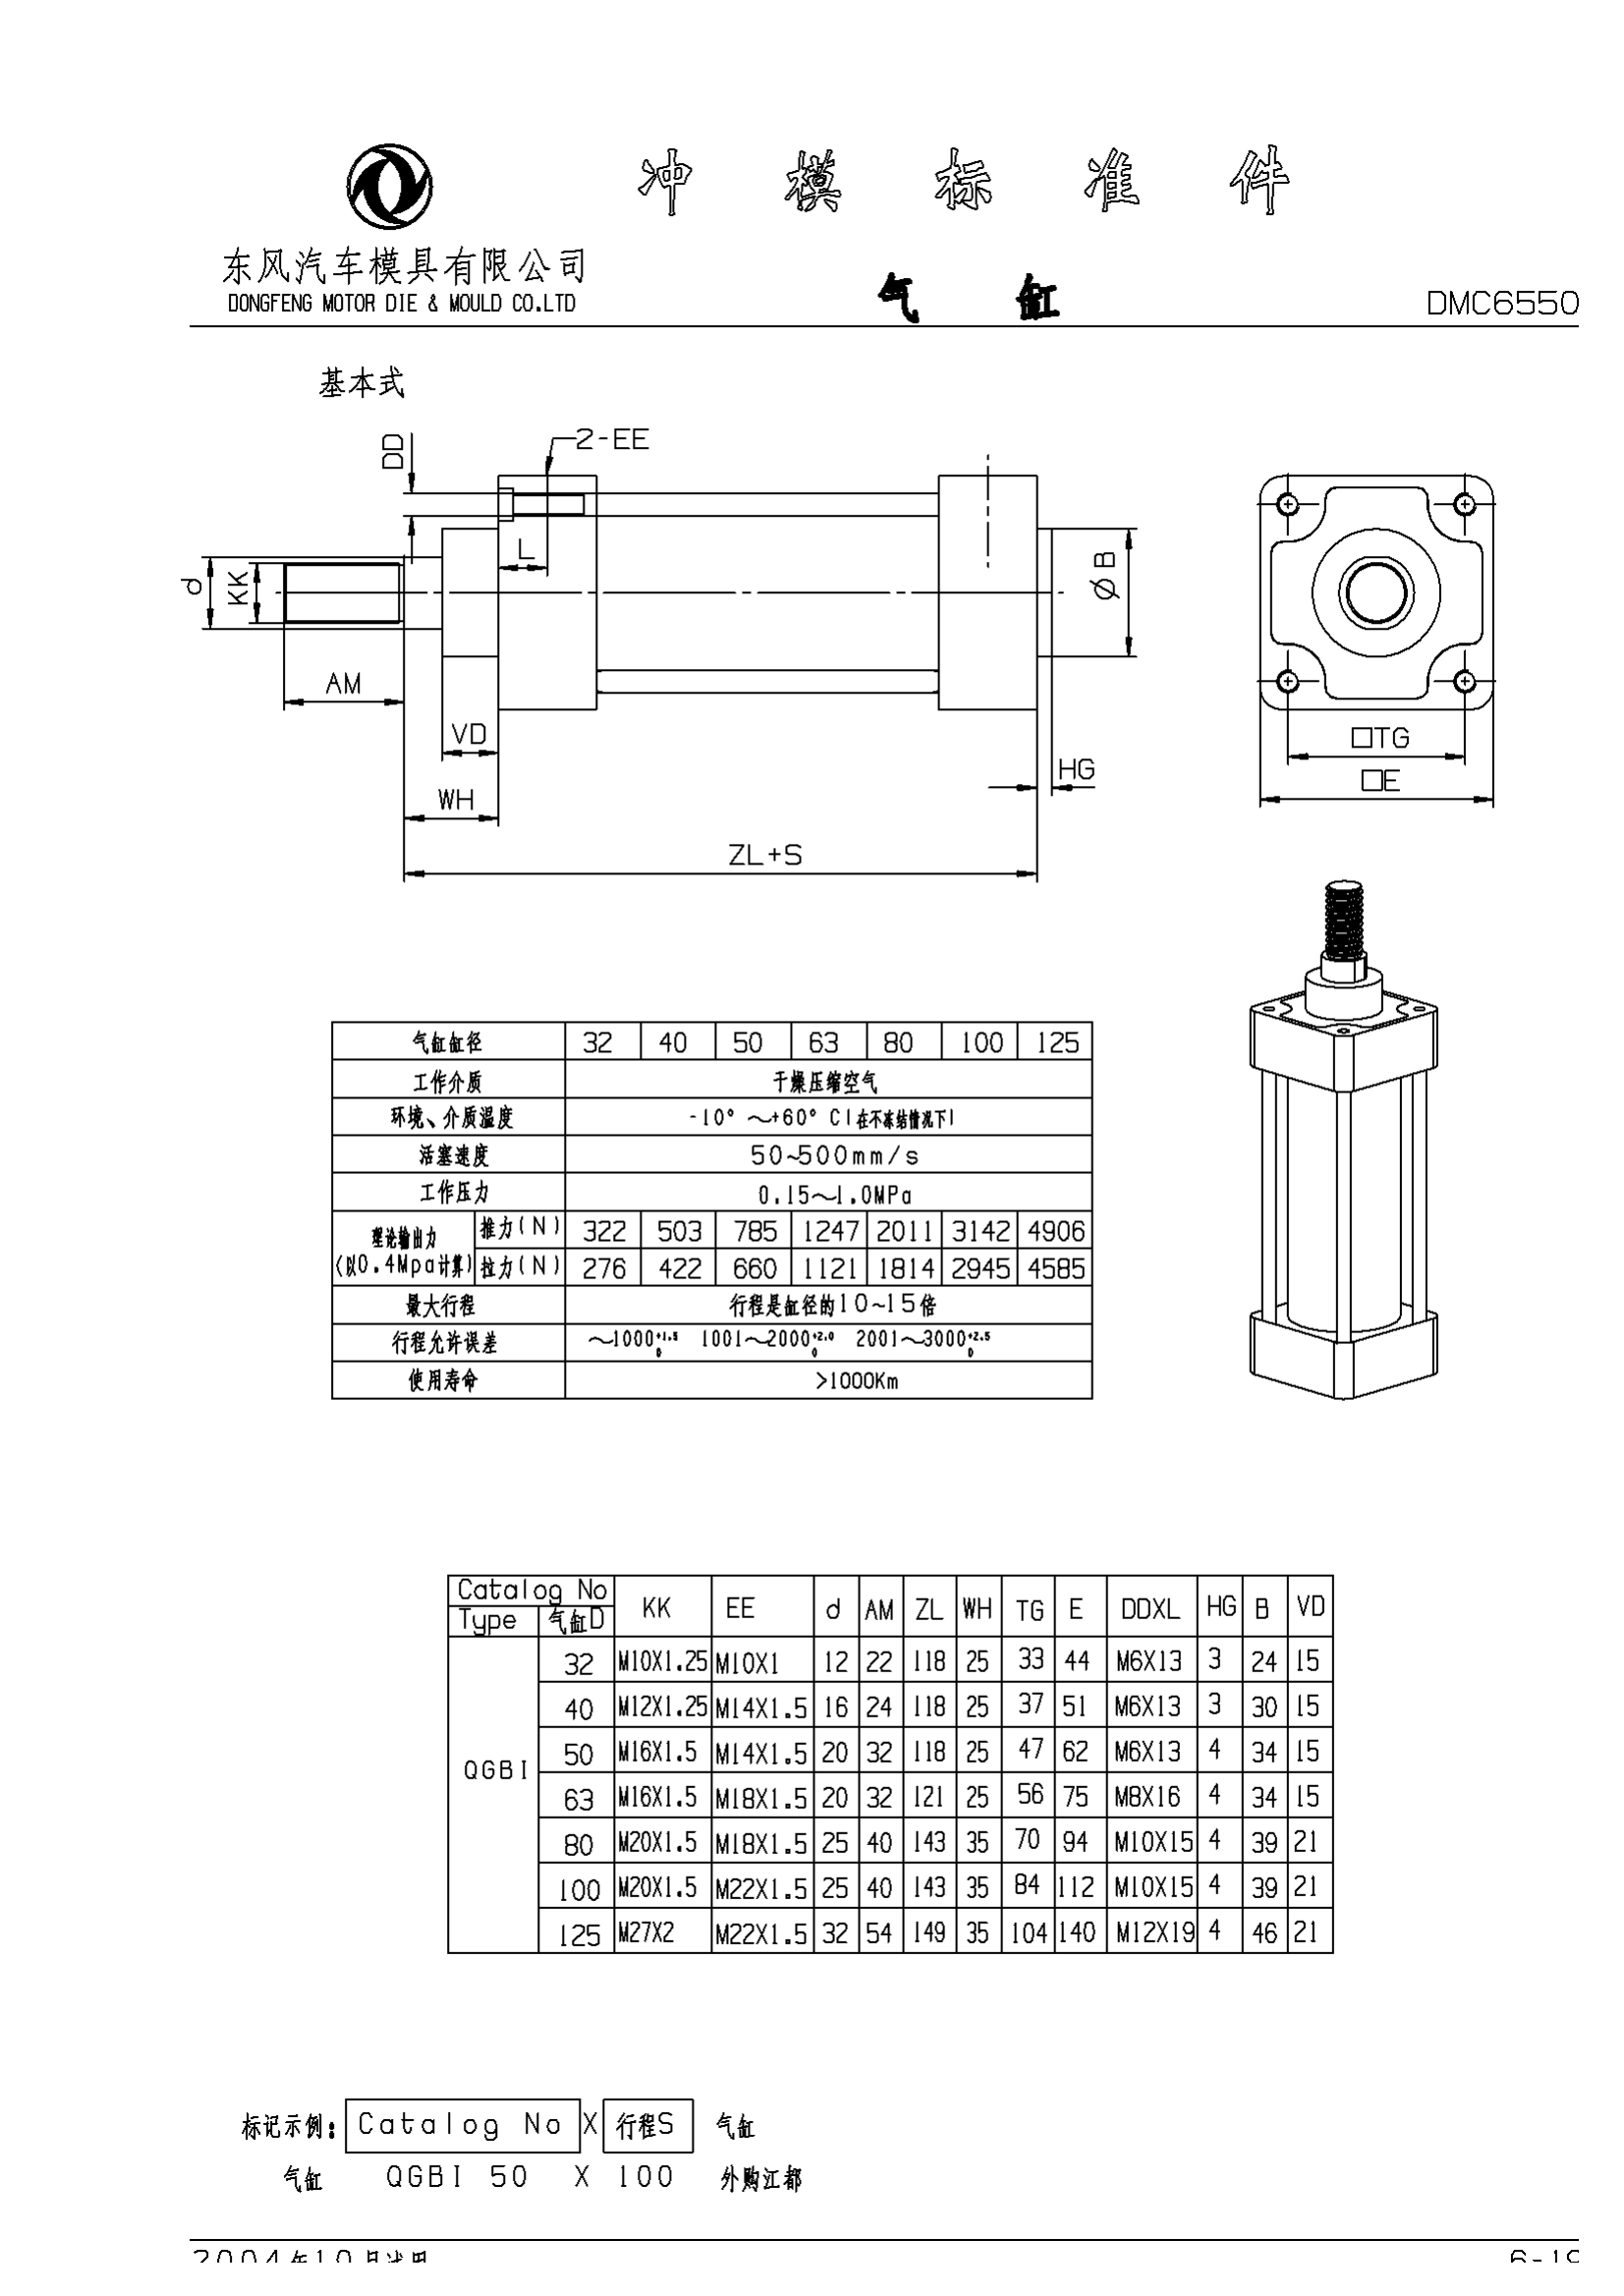 冲模标准件
东风汽车模具有限公司
DONGFENG MOTOR DIE & MOULD CO.LTD
气缸
DMC6550
基本式
DD
2-EE
L
d
KK
Ø B
AM
VD
WH
HG
ZL+S
□TG
□E
气缸缸径 32 40 50 63 80 100 125
工作介质 干燥压缩空气
环境、介质温度 -10° ～+60° C(在不冻结情况下)
活塞速度 50~500mm/s
工作压力 0.15～1.0MPa
理论输出力
(以0.4Mpa计算)
推力(N) 322 503 785 1247 2011 3142 4906
拉力(N) 276 422 660 1121 1814 2945 4585
最大行程 行程是缸径的10~15倍
行程允许误差 ～1000 +1.5 0 1001～2000 +2.0 0 2001～3000 +2.5 0
使用寿命 >1000Km
Catalog No KK EE d AM ZL WH TG E DDXL HG B VD
Type 气缸D
QGBI
32 M10X1.25 M10X1 12 22 118 25 33 44 M6X13 3 24 15
40 M12X1.25 M14X1.5 16 24 118 25 37 51 M6X13 3 30 15
50 M16X1.5 M14X1.5 20 32 118 25 47 62 M6X13 4 34 15
63 M16X1.5 M18X1.5 20 32 121 25 56 75 M8X16 4 34 15
80 M20X1.5 M18X1.5 25 40 143 35 70 94 M10X15 4 39 21
100 M20X1.5 M22X1.5 25 40 143 35 84 112 M10X15 4 39 21
125 M27X2 M22X1.5 32 54 149 35 104 140 M12X19 4 46 21
标记示例: Catalog No X 行程S 气缸
气缸 QGBI 50 X 100 外购江都
2004年10月